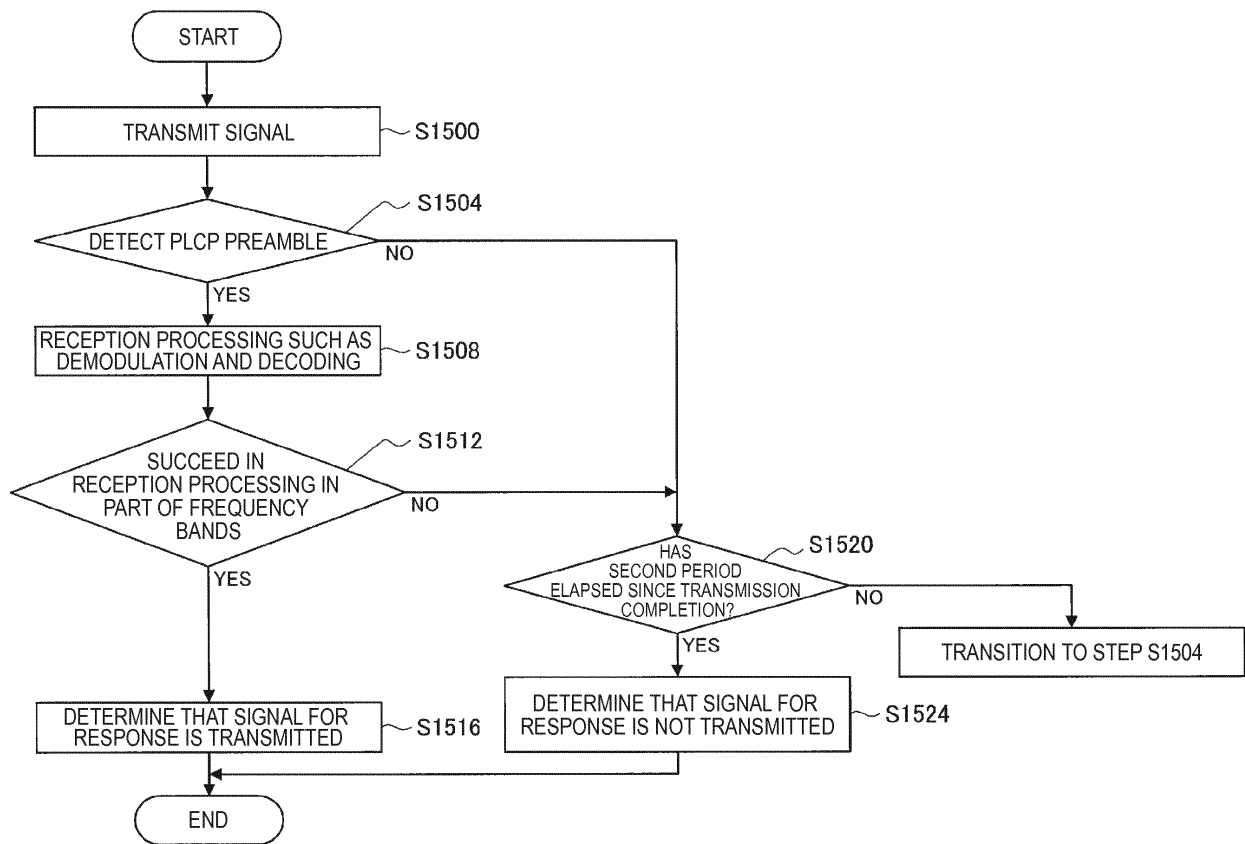 START
TRANSMIT SIGNAL
S1500
S1504
DETECT PLCP PREAMBLE
NO
YES
RECEPTION PROCESSING SUCH AS
DEMODULATION AND DECODING
S1508
S1512
SUCCEED IN
RECEPTION PROCESSING IN
PART OF FREQUENCY
BANDS
NO
YES
S1520
HAS
SECOND PERIOD
ELAPSED SINCE TRANSMISSION
COMPLETION?
NO
YES
TRANSITION TO STEP S1504
DETERMINE THAT SIGNAL FOR
RESPONSE IS TRANSMITTED
S1516
DETERMINE THAT SIGNAL FOR
RESPONSE IS NOT TRANSMITTED
S1524
END